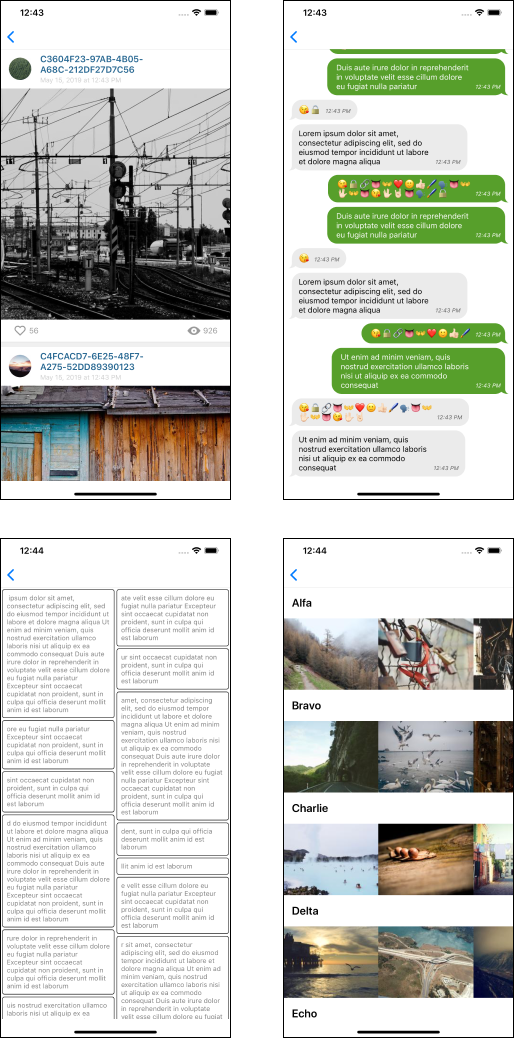 12:43
C3604F23-97AB-4B05-
A68C-212DF27D7C56
May 15, 2019 at 12:43 PM
56
926
C4FCACD7-6E25-48F7-
A275-52DD89390123
May 15, 2019 at 12:43 PM
12:43
Duis aute irure dolor in reprehenderit
in voluptate velit esse cillum dolore
eu fugiat nulla pariatur
12:43 PM
12:43 PM
Lorem ipsum dolor sit amet,
consectetur adipiscing elit, sed do
eiusmod tempor incididunt ut labore
et dolore magna aliqua
12:43 PM
12:43 PM
Duis aute irure dolor in reprehenderit
in voluptate velit esse cillum dolore
eu fugiat nulla pariatur
12:43 PM
12:43 PM
Lorem ipsum dolor sit amet,
consectetur adipiscing elit, sed do
eiusmod tempor incididunt ut labore
et dolore magna aliqua
12:43 PM
12:43 PM
Ut enim ad minim veniam, quis
nostrud exercitation ullamco laboris
nisi ut aliquip ex ea commodo
consequat
12:43 PM
12:43 PM
Ut enim ad minim veniam, quis
nostrud exercitation ullamco laboris
nisi ut aliquip ex ea commodo
consequat
12:43 PM
12:44
ipsum dolor sit amet,
consectetur adipiscing elit, sed
do eiusmod tempor incididunt
ut labore et dolore magna
aliqua Ut enim ad minim
veniam, quis nostrud
exercitation ullamco laboris
nisi ut aliquip ex ea commodo
consequat Duis aute irure dolor
in reprehenderit in voluptate
velit esse cillum dolore eu
fugiat nulla pariatur Excepteur
sint occaecat cupidatat non
proident, sunt in culpa qui
officia deserunt mollit anim id
est laborum
ore eu fugiat nulla pariatur
Excepteur sint occaecat
cupidatat non proident, sunt in
culpa qui officia deserunt mollit
anim id est laborum
sint occaecat cupidatat non
proident, sunt in culpa qui
officia deserunt mollit anim id
est laborum
d do eiusmod tempor incididunt
ut labore et dolore magna aliqua
Ut enim ad minim veniam, quis
nostrud exercitation ullamco
laboris nisi ut aliquip ex ea
commodo consequat Duis aute
irure dolor in reprehenderit in
voluptate velit esse cillum dolore
eu fugiat nulla pariatur
Excepteur sint occaecat
cupidatat non proident, sunt in
culpa qui officia deserunt mollit
anim id est laborum
rure dolor in reprehenderit in
voluptate velit esse cillum dolore
eu fugiat nulla pariatur
Excepteur sint occaecat
cupidatat non proident, sunt in
culpa qui officia deserunt mollit
anim id est laborum
uis nostrud exercitation ullamco
laboris nisi ut aliquip ex ea
ate velit esse cillum dolore eu
fugiat nulla pariatur Excepteur
sint occaecat cupidatat non
proident, sunt in culpa qui
officia deserunt mollit anim id
est laborum
ur sint occaecat cupidatat non
proident, sunt in culpa qui
officia deserunt mollit anim id
est laborum
amet, consectetur adipiscing
elit, sed do eiusmod tempor
incididunt ut labore et dolore
magna aliqua Ut enim ad minim
veniam, quis nostrud
exercitation ullamco laboris nisi
ut aliquip ex ea commodo
consequat Duis aute irure dolor
in reprehenderit in voluptate
velit esse cillum dolore eu
fugiat nulla pariatur Excepteur
sint occaecat cupidatat non
proident, sunt in culpa qui
officia deserunt mollit anim id
est laborum
dent, sunt in culpa qui officia
deserunt mollit anim id est
laborum
llit anim id est laborum
e velit esse cillum dolore eu
fugiat nulla pariatur Excepteur
sint occaecat cupidatat non
proident, sunt in culpa qui
officia deserunt mollit anim id
est laborum
r sit amet, consectetur
adipiscing elit, sed do eiusmod
tempor incididunt ut labore et
dolore magna aliqua Ut enim ad
minim veniam, quis nostrud
exercitation ullamco laboris nisi
ut aliquip ex ea commodo
consequat Duis aute irure dolor
in reprehenderit in voluptate
velit esse cillum dolore eu fugiat
12:44
Alfa
Bravo
Charlie
Delta
Echo